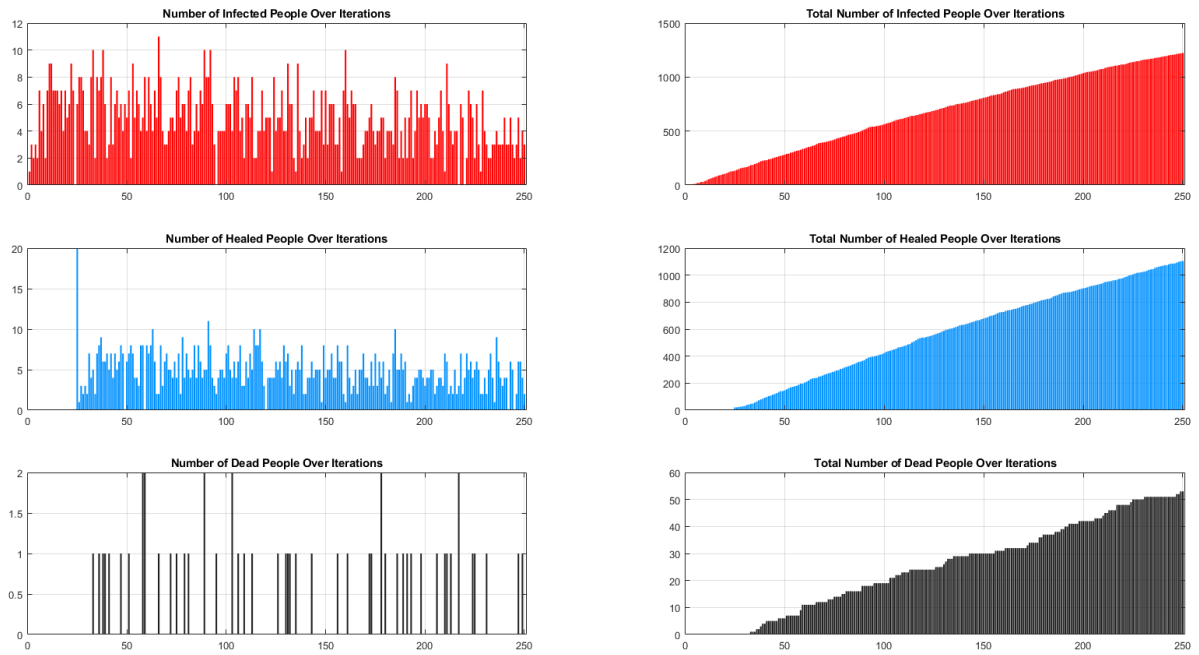 Number of Infected People Over Iterations
12
10
8
6
4
2
0
0 50 100 150 200 250
Total Number of Infected People Over Iterations
1500
1000
500
0
0 50 100 150 200 250
Number of Healed People Over Iterations
20
15
10
5
0
0 50 100 150 200 250
Total Number of Healed People Over Iterations
1200
1000
800
600
400
200
0
0 50 100 150 200 250
Number of Dead People Over Iterations
2
1.5
1
0.5
0
0 50 100 150 200 250
Total Number of Dead People Over Iterations
60
50
40
30
20
10
0
0 50 100 150 200 250